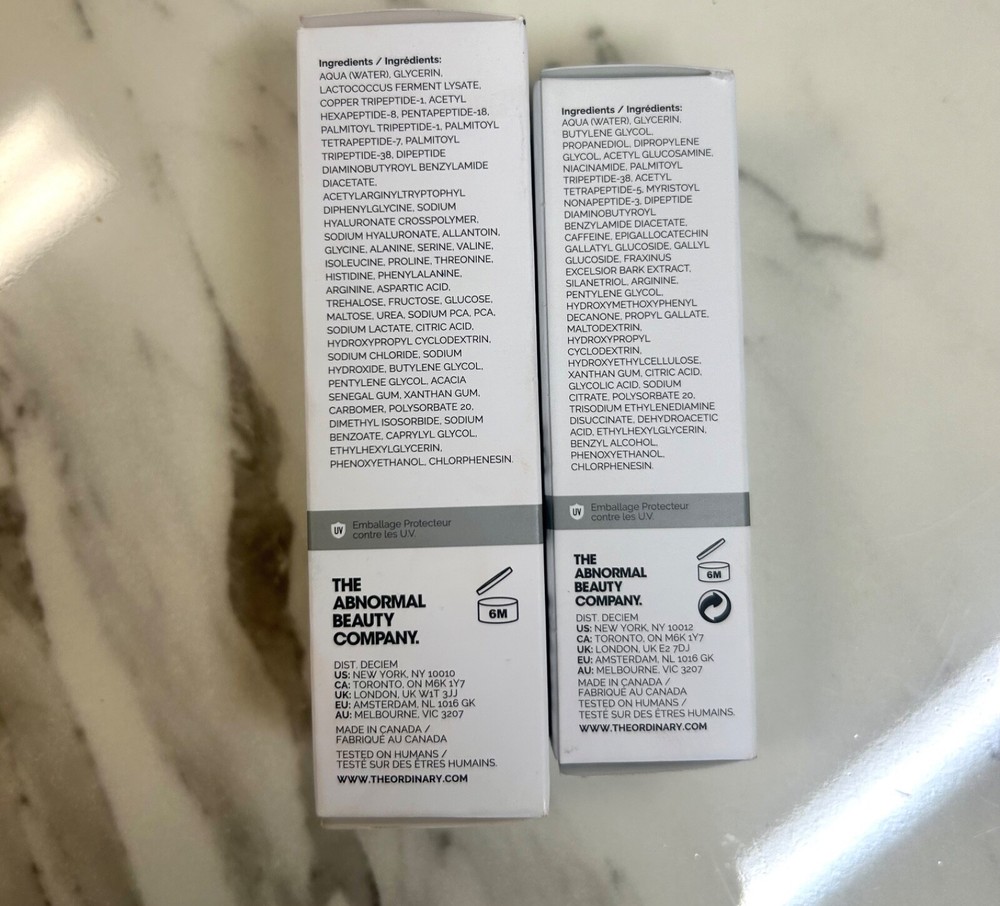 Ingredients / Ingrédients:
AQUA (WATER), GLYCERIN,
LACTOCOCCUS FERMENT LYSATE,
COPPER TRIPEPTIDE-1, ACETYL
HEXAPEPTIDE-8, PENTAPEPTIDE-18,
PALMITOYL TRIPEPTIDE-1, PALMITOYL
TETRAPEPTIDE-7, PALMITOYL
TRIPEPTIDE-38, DIPEPTIDE
DIAMINOBUTYROYL BENZYLAMIDE
DIACETATE,
ACETYLARGINYLTRYPTOPHYL
DIPHENYLGLYCINE, SODIUM
HYALURONATE CROSSPOLYMER,
SODIUM HYALURONATE, ALLANTOIN,
GLYCINE, ALANINE, SERINE, VALINE,
ISOLEUCINE, PROLINE, THREONINE,
HISTIDINE, PHENYLALANINE,
ARGININE, ASPARTIC ACID,
TREHALOSE, FRUCTOSE, GLUCOSE,
MALTOSE, UREA, SODIUM PCA, PCA,
SODIUM LACTATE, CITRIC ACID,
HYDROXYPROPYL CYCLODEXTRIN,
SODIUM CHLORIDE, SODIUM
HYDROXIDE, BUTYLENE GLYCOL,
PENTYLENE GLYCOL, ACACIA
SENEGAL GUM, XANTHAN GUM,
CARBOMER, POLYSORBATE 20,
DIMETHYL ISOSORBIDE, SODIUM
BENZOATE, CAPRYLYL GLYCOL,
ETHYLHEXYLGLYCERIN,
PHENOXYETHANOL, CHLORPHENESIN.
UV
Emballage Protecteur
contre les U.V.
THE
ABNORMAL
BEAUTY
COMPANY.
6M
DIST. DECIEM
US: NEW YORK, NY 10010
CA: TORONTO, ON M6K 1Y7
UK: LONDON, UK W1T 3JJ
EU: AMSTERDAM, NL 1016 GK
AU: MELBOURNE, VIC 3207
MADE IN CANADA /
FABRIQUÉ AU CANADA
TESTED ON HUMANS /
TESTÉ SUR DES ÊTRES HUMAINS.
WWW.THEORDINARY.COM
Ingredients / Ingrédients:
AQUA (WATER), GLYCERIN,
BUTYLENE GLYCOL,
PROPANEDIOL, DIPROPYLENE
GLYCOL, ACETYL GLUCOSAMINE,
NIACINAMIDE, PALMITOYL
TRIPEPTIDE-38, ACETYL
TETRAPEPTIDE-5, MYRISTOYL
NONAPEPTIDE-3, DIPEPTIDE
DIAMINOBUTYROYL
BENZYLAMIDE DIACETATE,
CAFFEINE, EPIGALLOCATECHIN
GALLATYL GLUCOSIDE, GALLYL
GLUCOSIDE, FRAXINUS
EXCELSIOR BARK EXTRACT,
SILANETRIOL, ARGININE,
PENTYLENE GLYCOL,
HYDROXYMETHOXYPHENYL
DECANONE, PROPYL GALLATE,
MALTODEXTRIN,
HYDROXYPROPYL
CYCLODEXTRIN,
HYDROXYETHYLCELLULOSE,
XANTHAN GUM, CITRIC ACID,
GLYCOLIC ACID, SODIUM
CITRATE, POLYSORBATE 20,
TRISODIUM ETHYLENEDIAMINE
DISUCCINATE, DEHYDROACETIC
ACID, ETHYLHEXYLGLYCERIN,
BENZYL ALCOHOL,
PHENOXYETHANOL,
CHLORPHENESIN.
UV
Emballage Protecteur
contre les U.V.
THE
ABNORMAL
BEAUTY
COMPANY.
6M
DIST. DECIEM
US: NEW YORK, NY 10012
CA: TORONTO, ON M6K 1Y7
UK: LONDON, UK E2 7DJ
EU: AMSTERDAM, NL 1016 GK
AU: MELBOURNE, VIC 3207
MADE IN CANADA /
FABRIQUÉ AU CANADA
TESTED ON HUMANS /
TESTÉ SUR DES ÊTRES HUMAINS.
WWW.THEORDINARY.COM